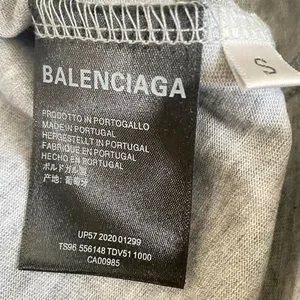 BALENCIAGA
S
PRODOTTO IN PORTOGALLO
MADE IN PORTUGAL
HERGESTELLT IN PORTUGAL
FABRIQUE EN PORTUGAL
HECHO EN PORTUGAL
ポルトガル製
产地: 葡萄牙
UP57 2020 01299
TS96 556148 TDV51 1000
CA00985